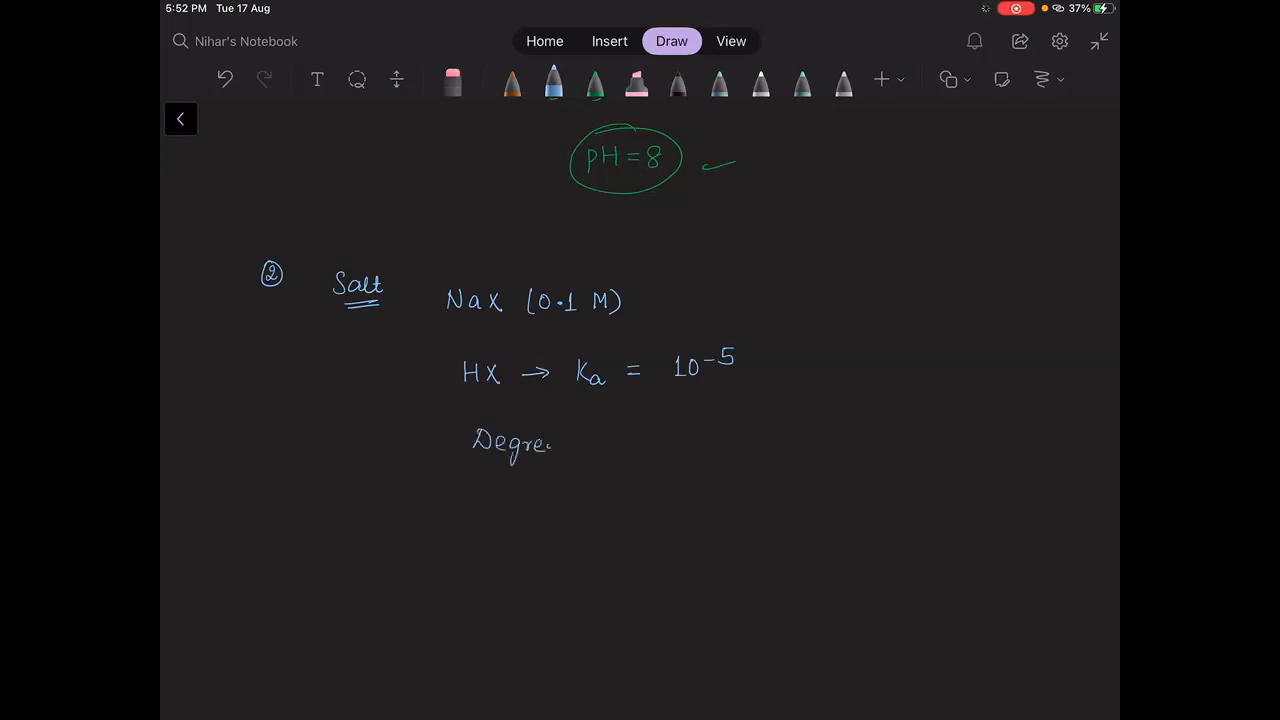 5:52 PM Tue 17 Aug
37%
Nihar's Notebook
Home Insert Draw View
pH = 8
② Salt NaX (0.1 M)
HX → Ka = 10⁻⁵
Degre